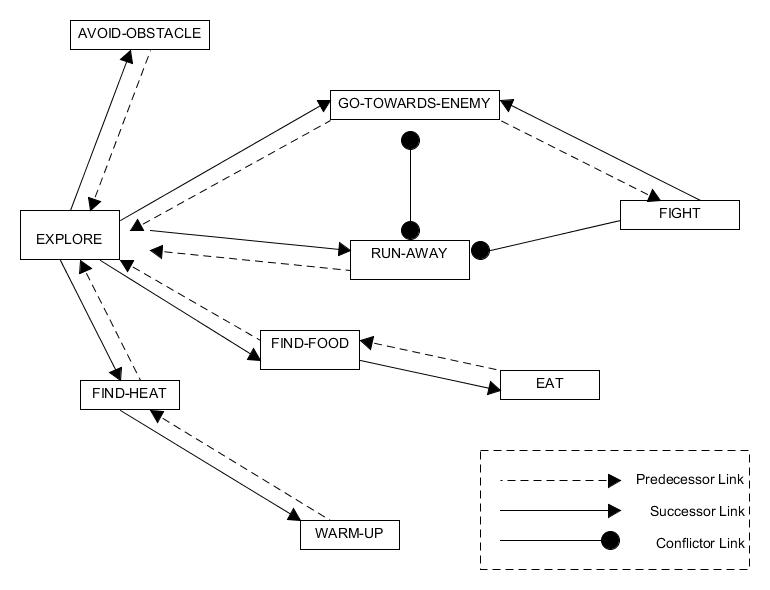 AVOID-OBSTACLE
GO-TOWARDS-ENEMY
FIGHT
EXPLORE
RUN-AWAY
FIND-FOOD
EAT
FIND-HEAT
WARM-UP
Predecessor Link
Successor Link
Conflictor Link